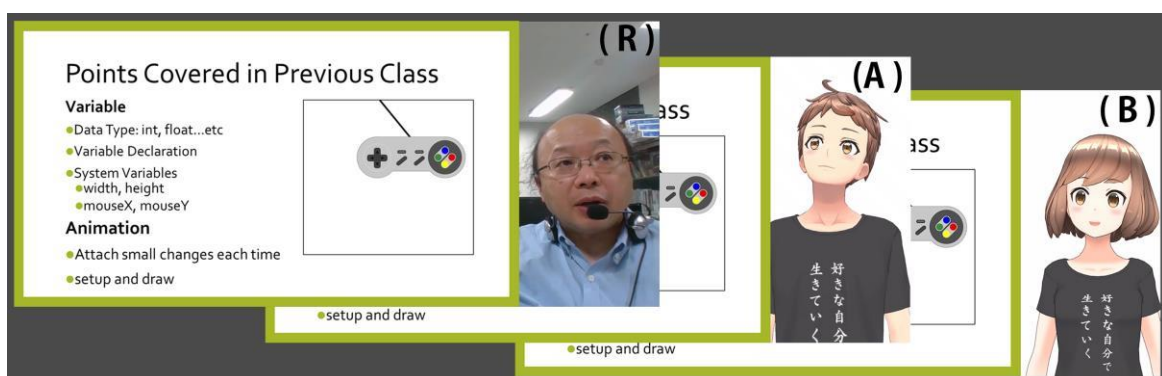 Points Covered in Previous Class
Variable
●Data Type: int, float...etc
●Variable Declaration
●System Variables
●width, height
●mouseX, mouseY
Animation
●Attach small changes each time
●setup and draw
( R )
ass
●setup and draw
( A )
好きな自分
生きていく
ass
●setup and draw
( B )
好きな自分で
生きていく